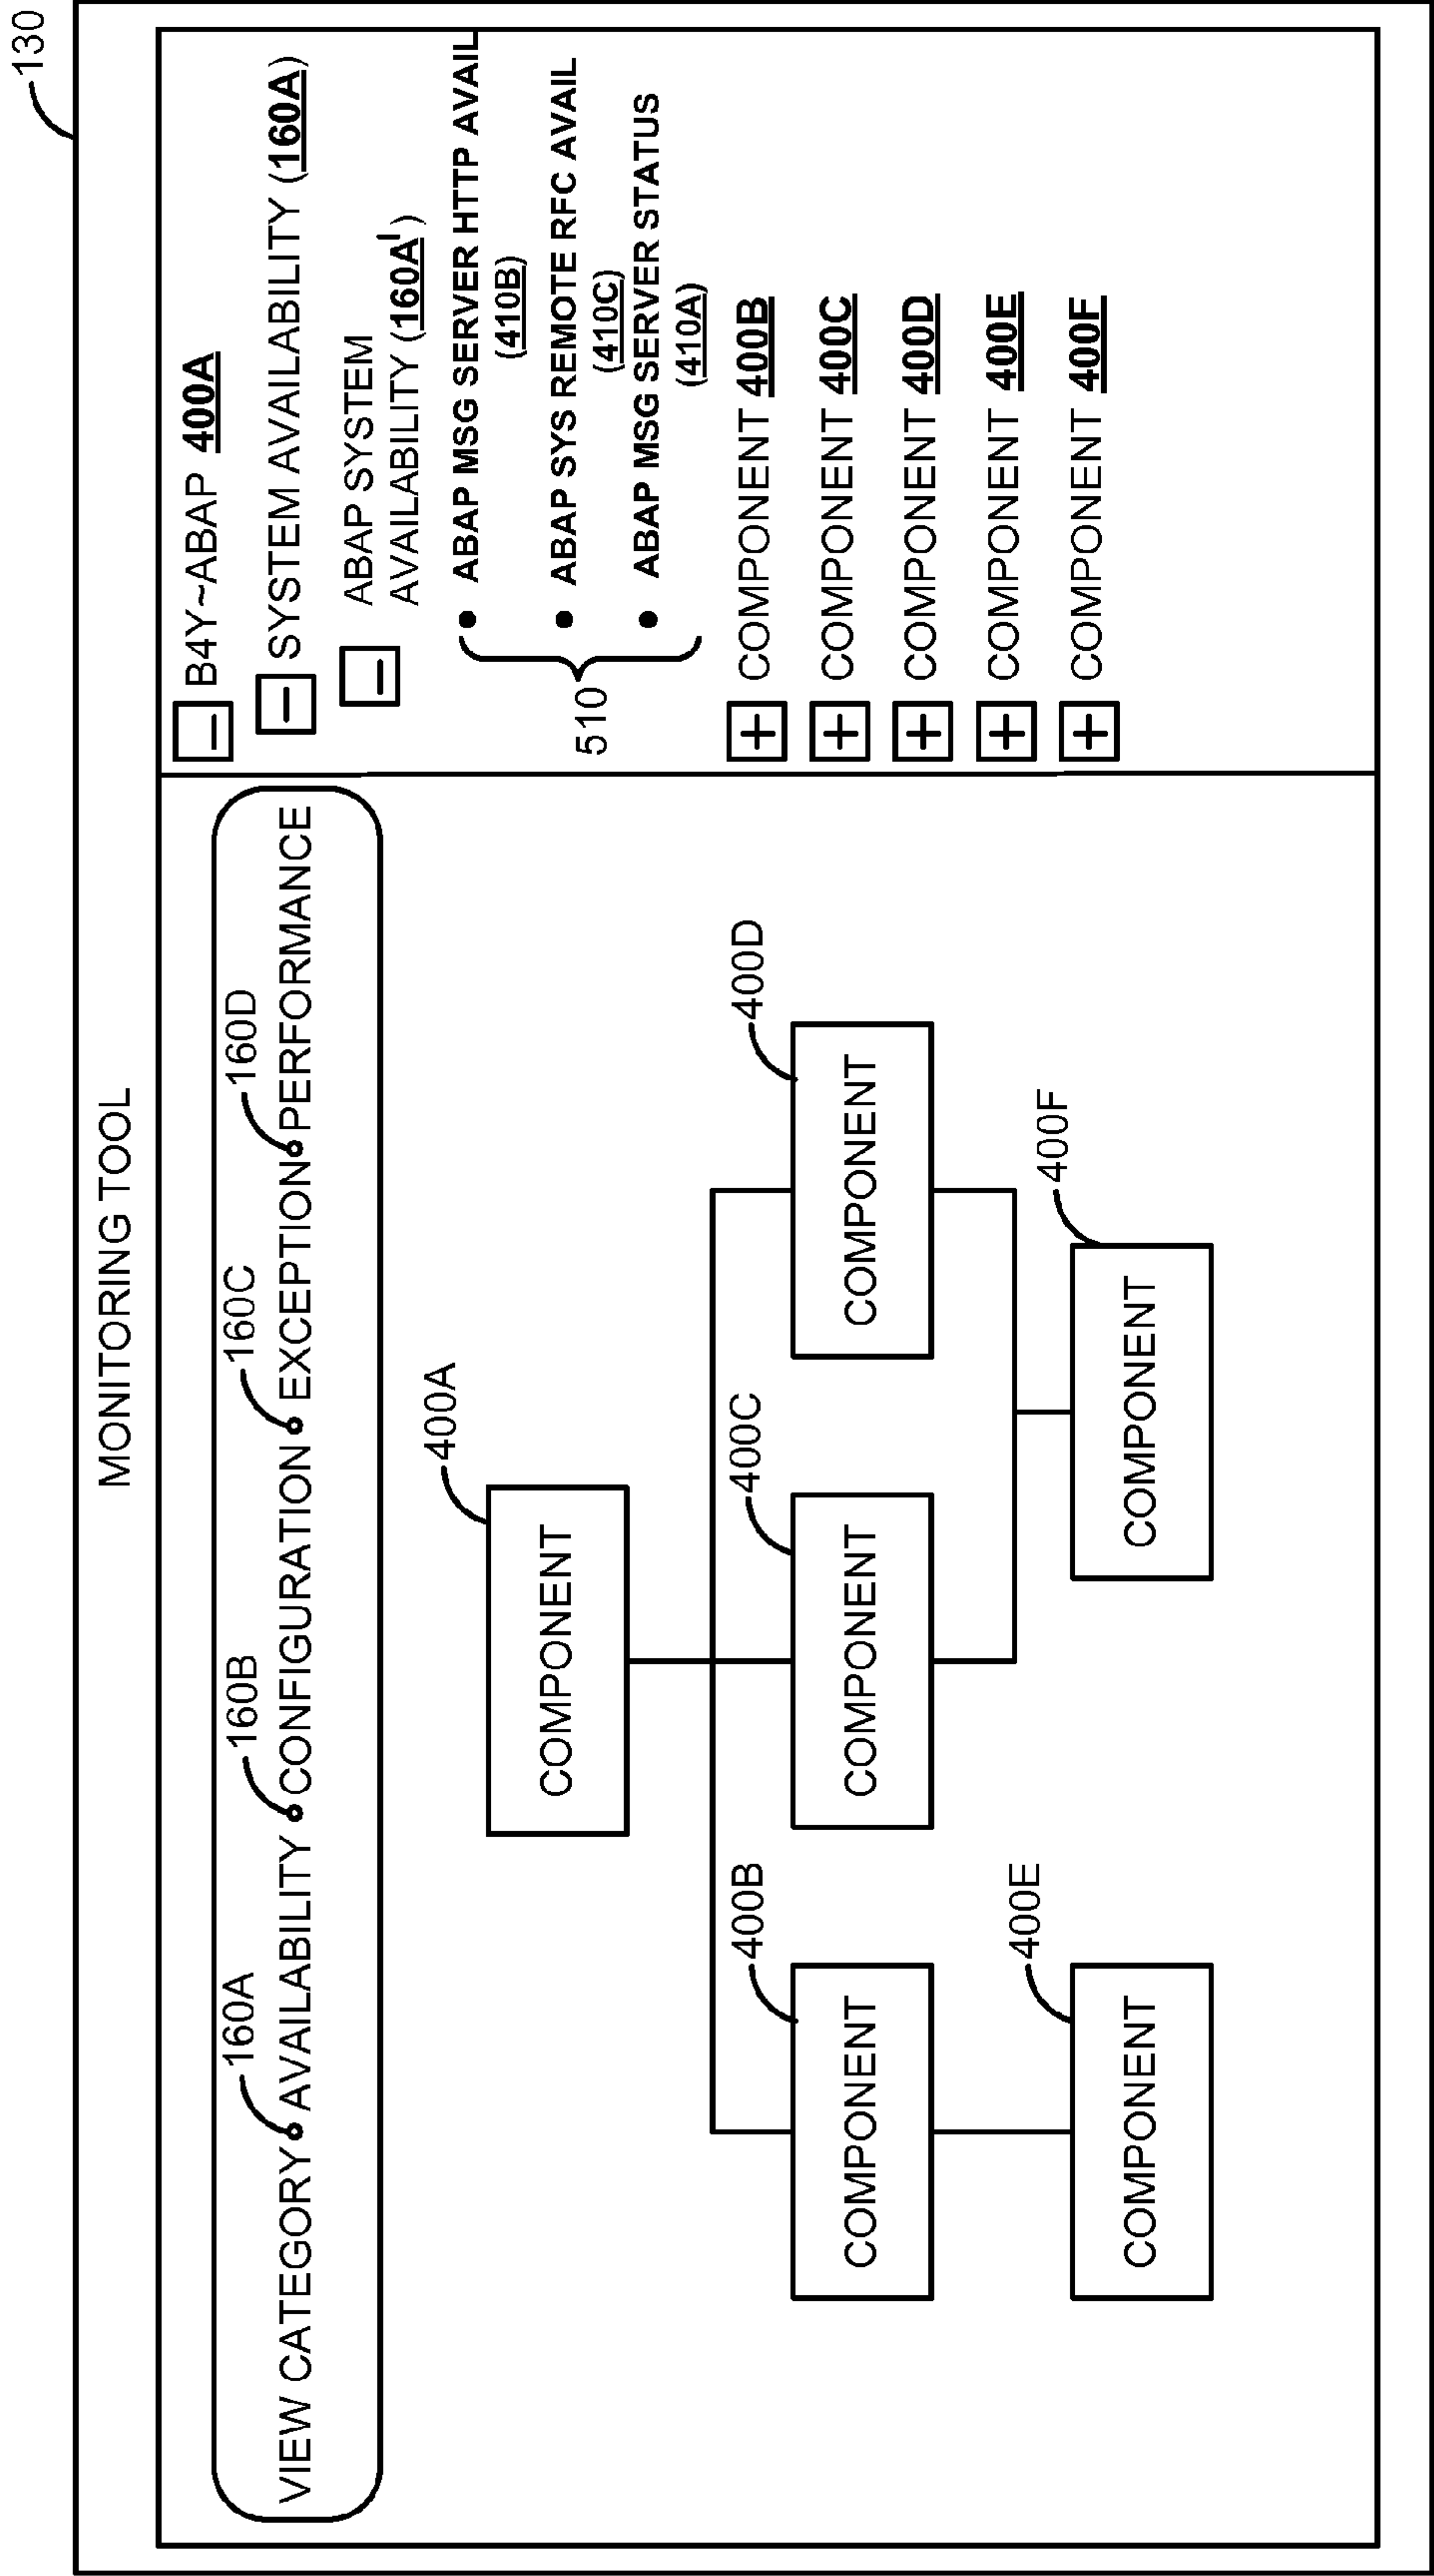 130
MONITORING TOOL
160A
160B
160C
160D
VIEW CATEGORY AVAILABILITY CONFIGURATION EXCEPTION PERFORMANCE
400A
COMPONENT
400B
400C
400D
COMPONENT
COMPONENT
COMPONENT
400E
400F
COMPONENT
COMPONENT
− B4Y~ABAP 400A
− SYSTEM AVAILABILITY (160A)
− ABAP SYSTEM
AVAILABILITY (160A')
• ABAP MSG SERVER HTTP AVAIL
(410B)
• ABAP SYS REMOTE RFC AVAIL
(410C)
• ABAP MSG SERVER STATUS
(410A)
510
+ COMPONENT 400B
+ COMPONENT 400C
+ COMPONENT 400D
+ COMPONENT 400E
+ COMPONENT 400F